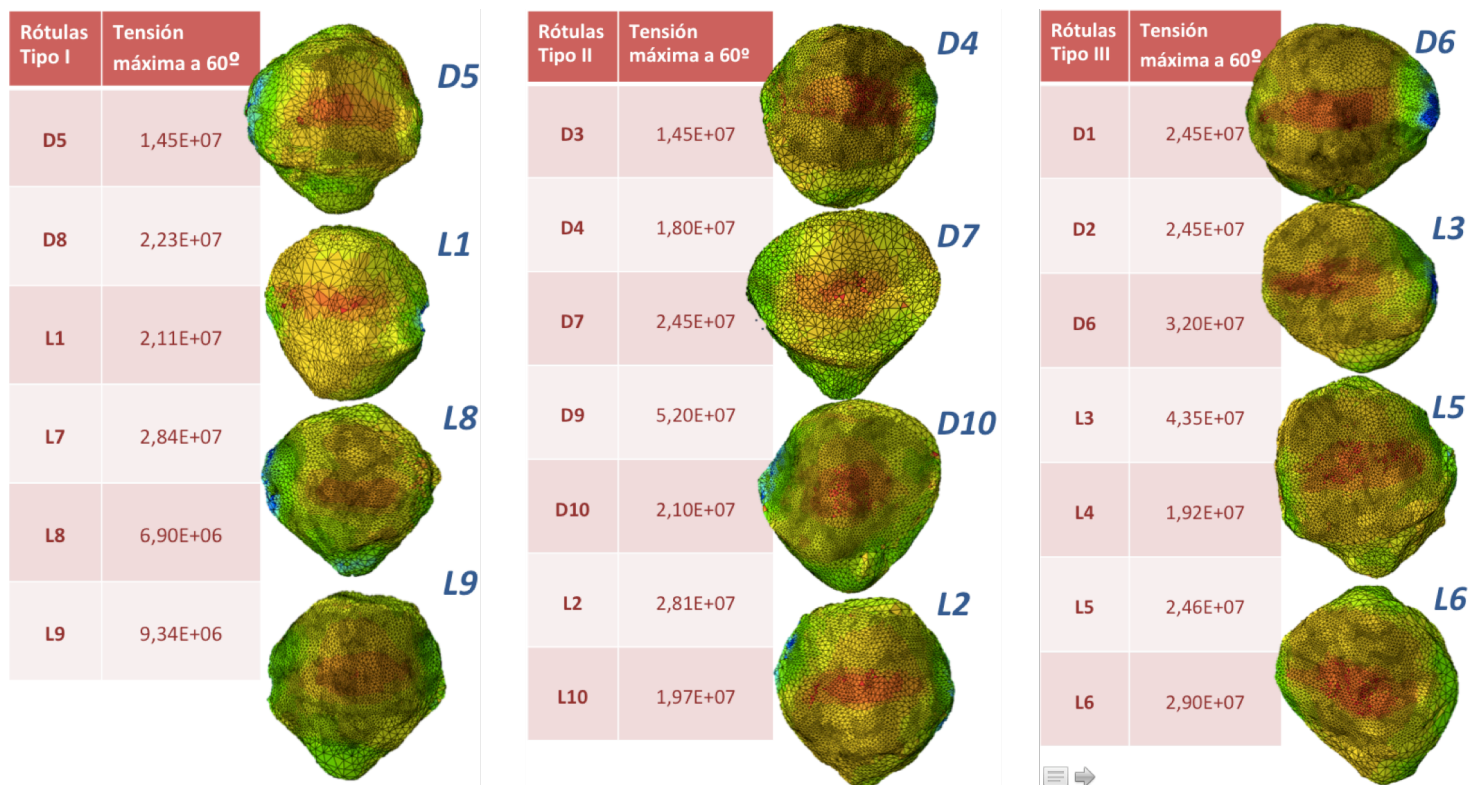 Rótulas Tipo I
Tensión máxima a 60º
D5 1,45E+07
D8 2,23E+07
L1 2,11E+07
L7 2,84E+07
L8 6,90E+06
L9 9,34E+06
D5
L1
L8
L9
Rótulas Tipo II
Tensión máxima a 60º
D3 1,45E+07
D4 1,80E+07
D7 2,45E+07
D9 5,20E+07
D10 2,10E+07
L2 2,81E+07
L10 1,97E+07
D4
D7
D10
L2
Rótulas Tipo III
Tensión máxima a 60º
D1 2,45E+07
D2 2,45E+07
D6 3,20E+07
L3 4,35E+07
L4 1,92E+07
L5 2,46E+07
L6 2,90E+07
D6
L3
L5
L6